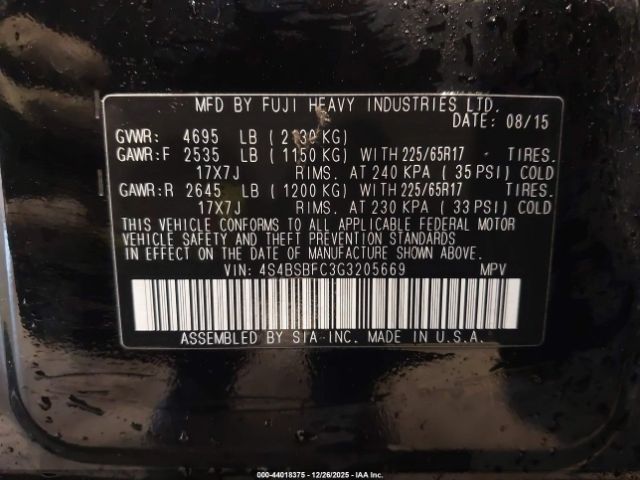 MFD BY FUJI HEAVY INDUSTRIES LTD.
DATE: 08/15
GVWR: 4695 LB ( 2130 KG)
GAWR:F 2535 LB ( 1150 KG) WITH 225/65R17 TIRES.
17X7J RIMS. AT 240 KPA ( 35 PSI) COLD
GAWR:R 2645 LB ( 1200 KG) WITH 225/65R17 TIRES.
17X7J RIMS. AT 230 KPA ( 33 PSI) COLD
THIS VEHICLE CONFORMS TO ALL APPLICABLE FEDERAL MOTOR
VEHICLE SAFETY AND THEFT PREVENTION STANDARDS
IN EFFECT ON THE DATE OF MANUFACTURE SHOWN ABOVE.
VIN: 4S4BSBFC3G3205669 MPV
ASSEMBLED BY SIA-INC. MADE IN U.S.A.
000-44018375 - 12/26/2025 - IAA Inc.